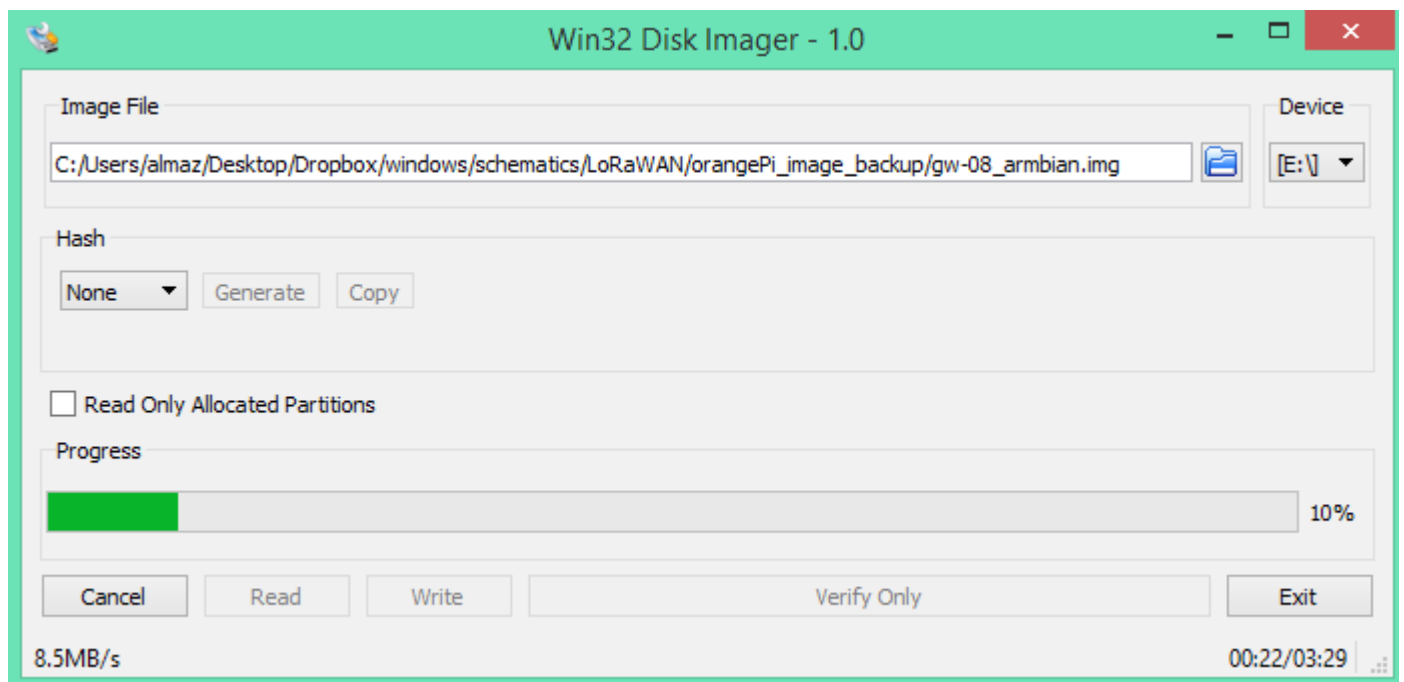 Win32 Disk Imager - 1.0
Image File
Device
C:/Users/almaz/Desktop/Dropbox/windows/schematics/LoRaWAN/orangePi_image_backup/gw-08_armbian.img
[E:\]
Hash
None Generate Copy
Read Only Allocated Partitions
Progress
10%
Cancel Read Write Verify Only Exit
8.5MB/s 00:22/03:29